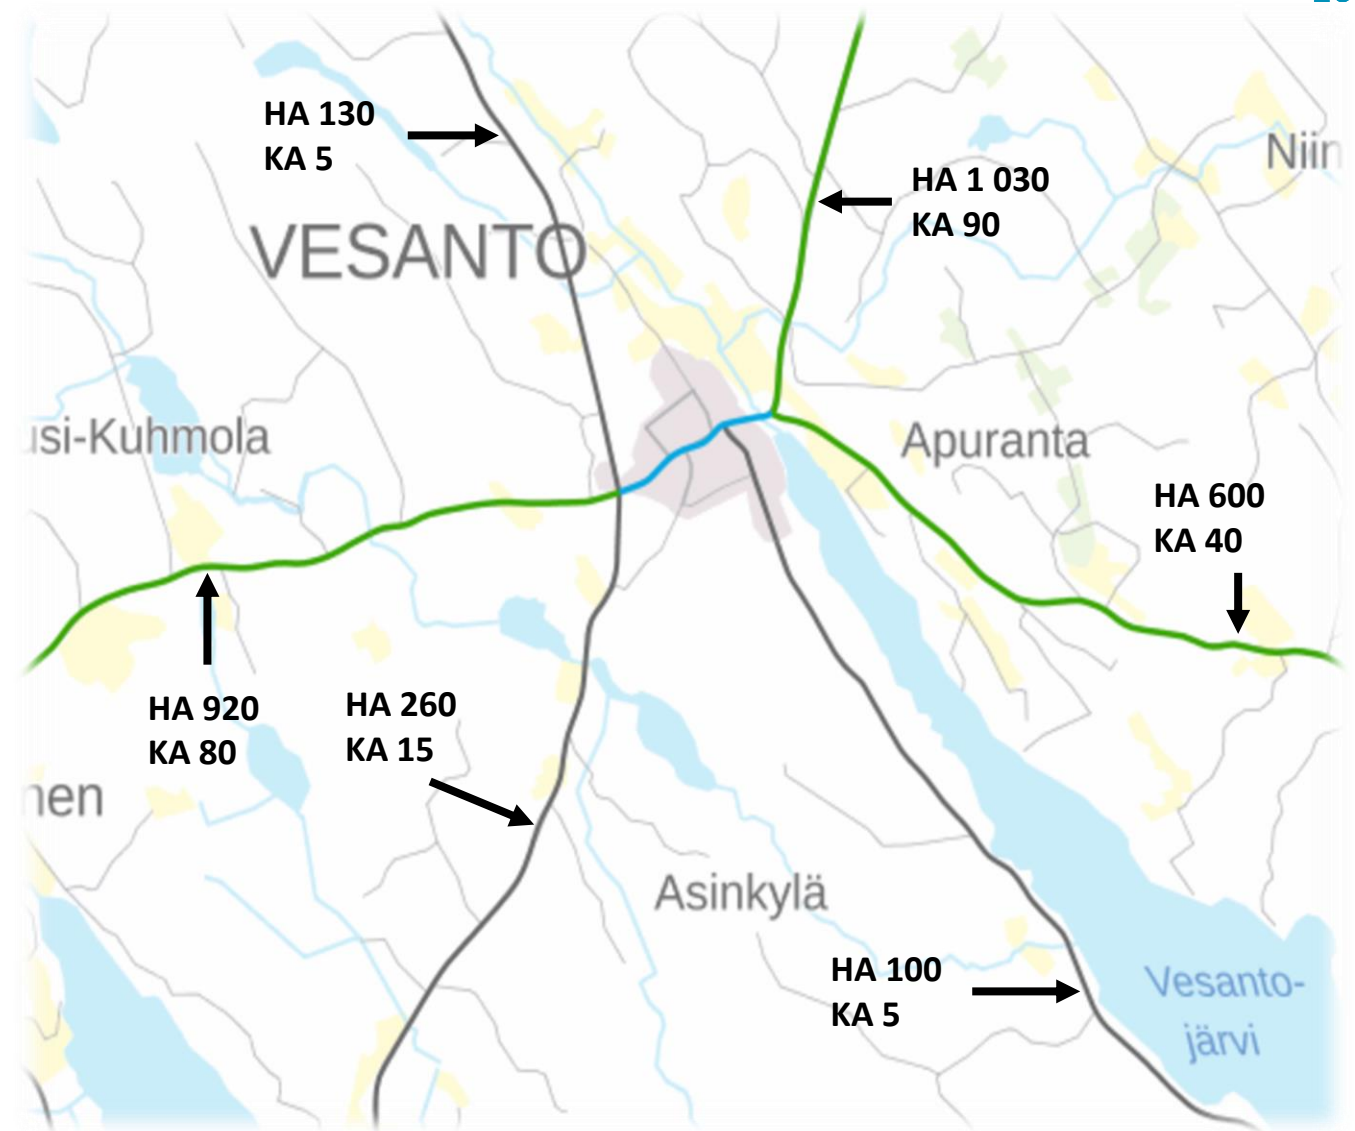 HA 130
KA 5
HA 1 030
KA 90
Niin
VESANTO
usi-Kuhmola
Apuranta
HA 600
KA 40
HA 920
KA 80
HA 260
KA 15
nen
Asinkylä
HA 100
KA 5
Vesanto-
järvi